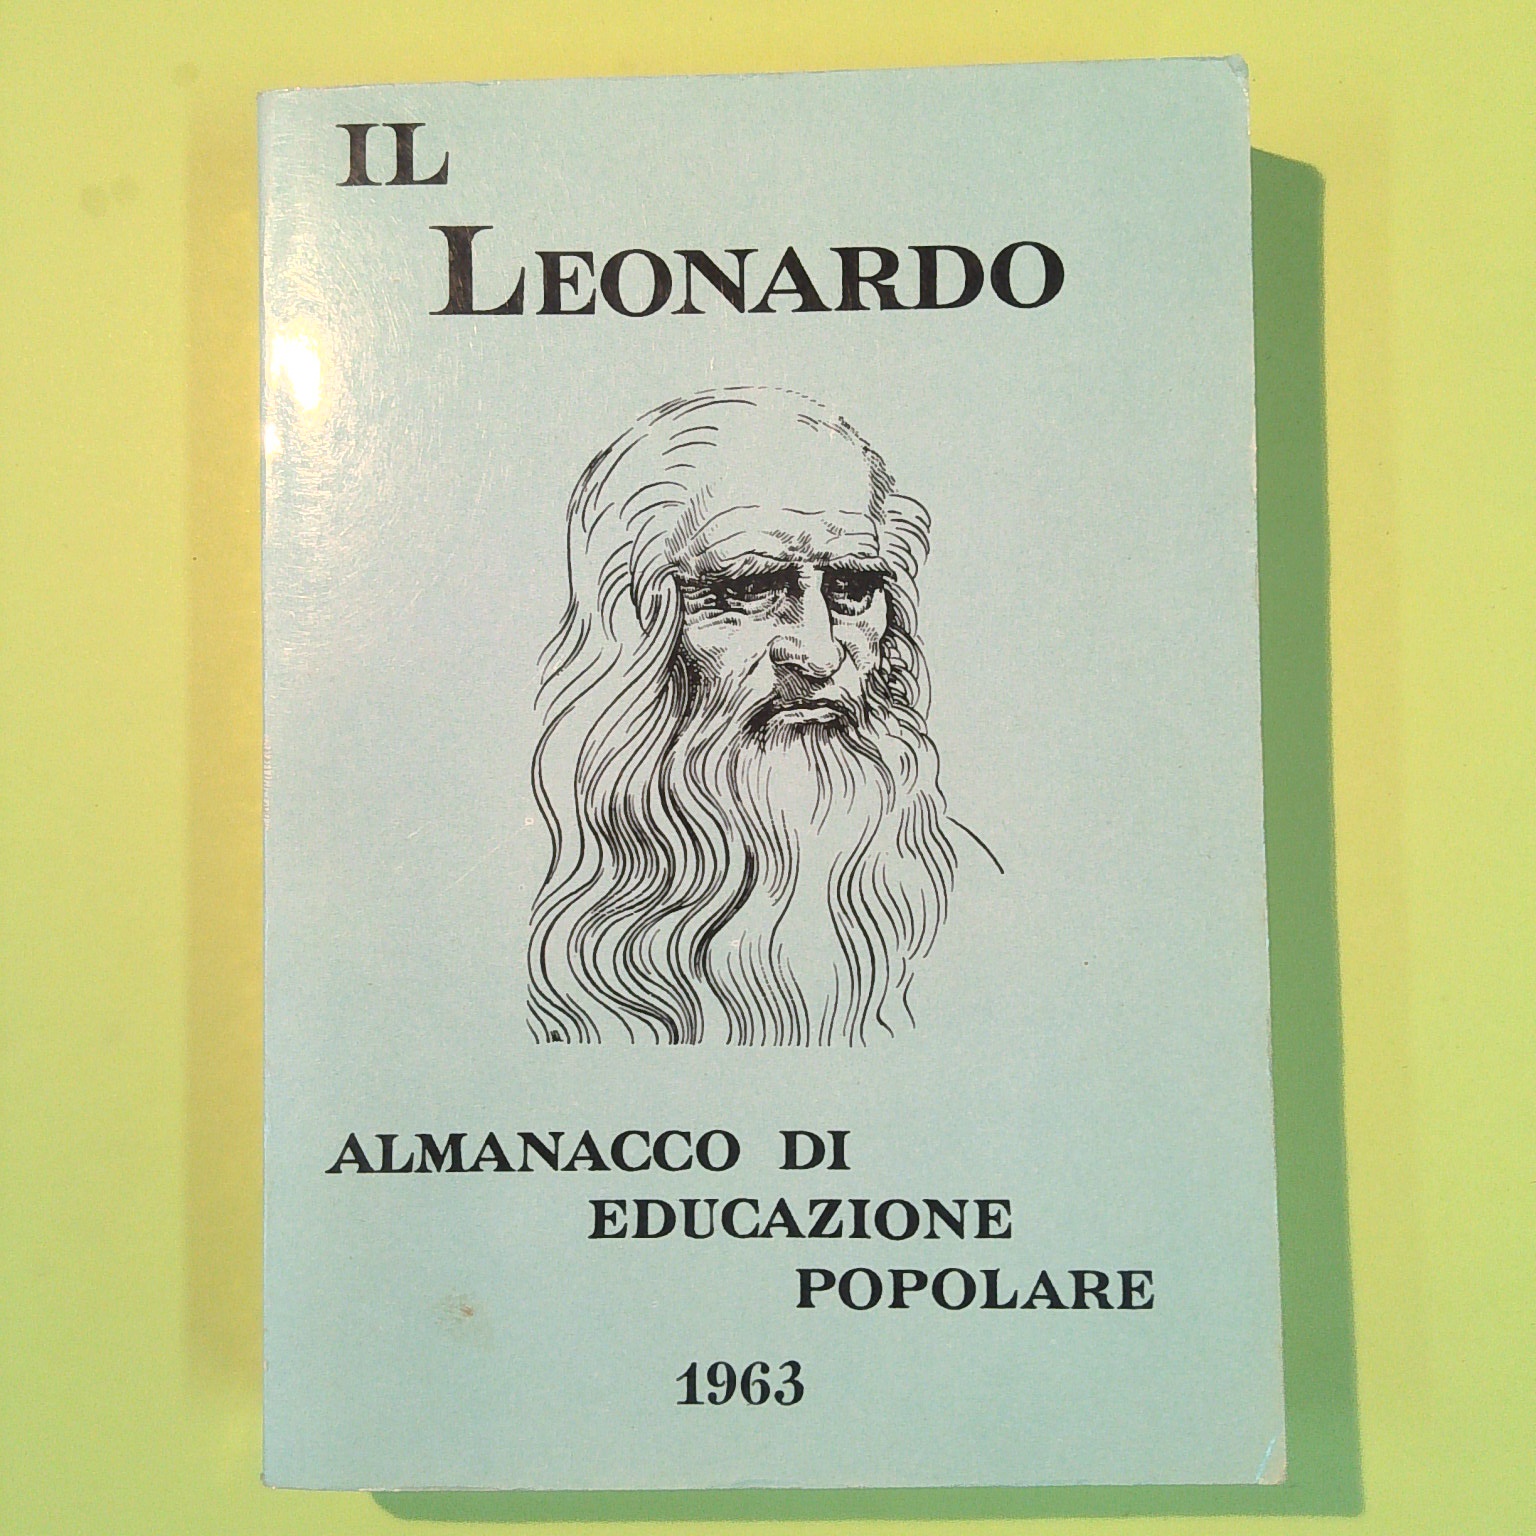 IL
LEONARDO
ALMANACCO DI
EDUCAZIONE
POPOLARE
1963